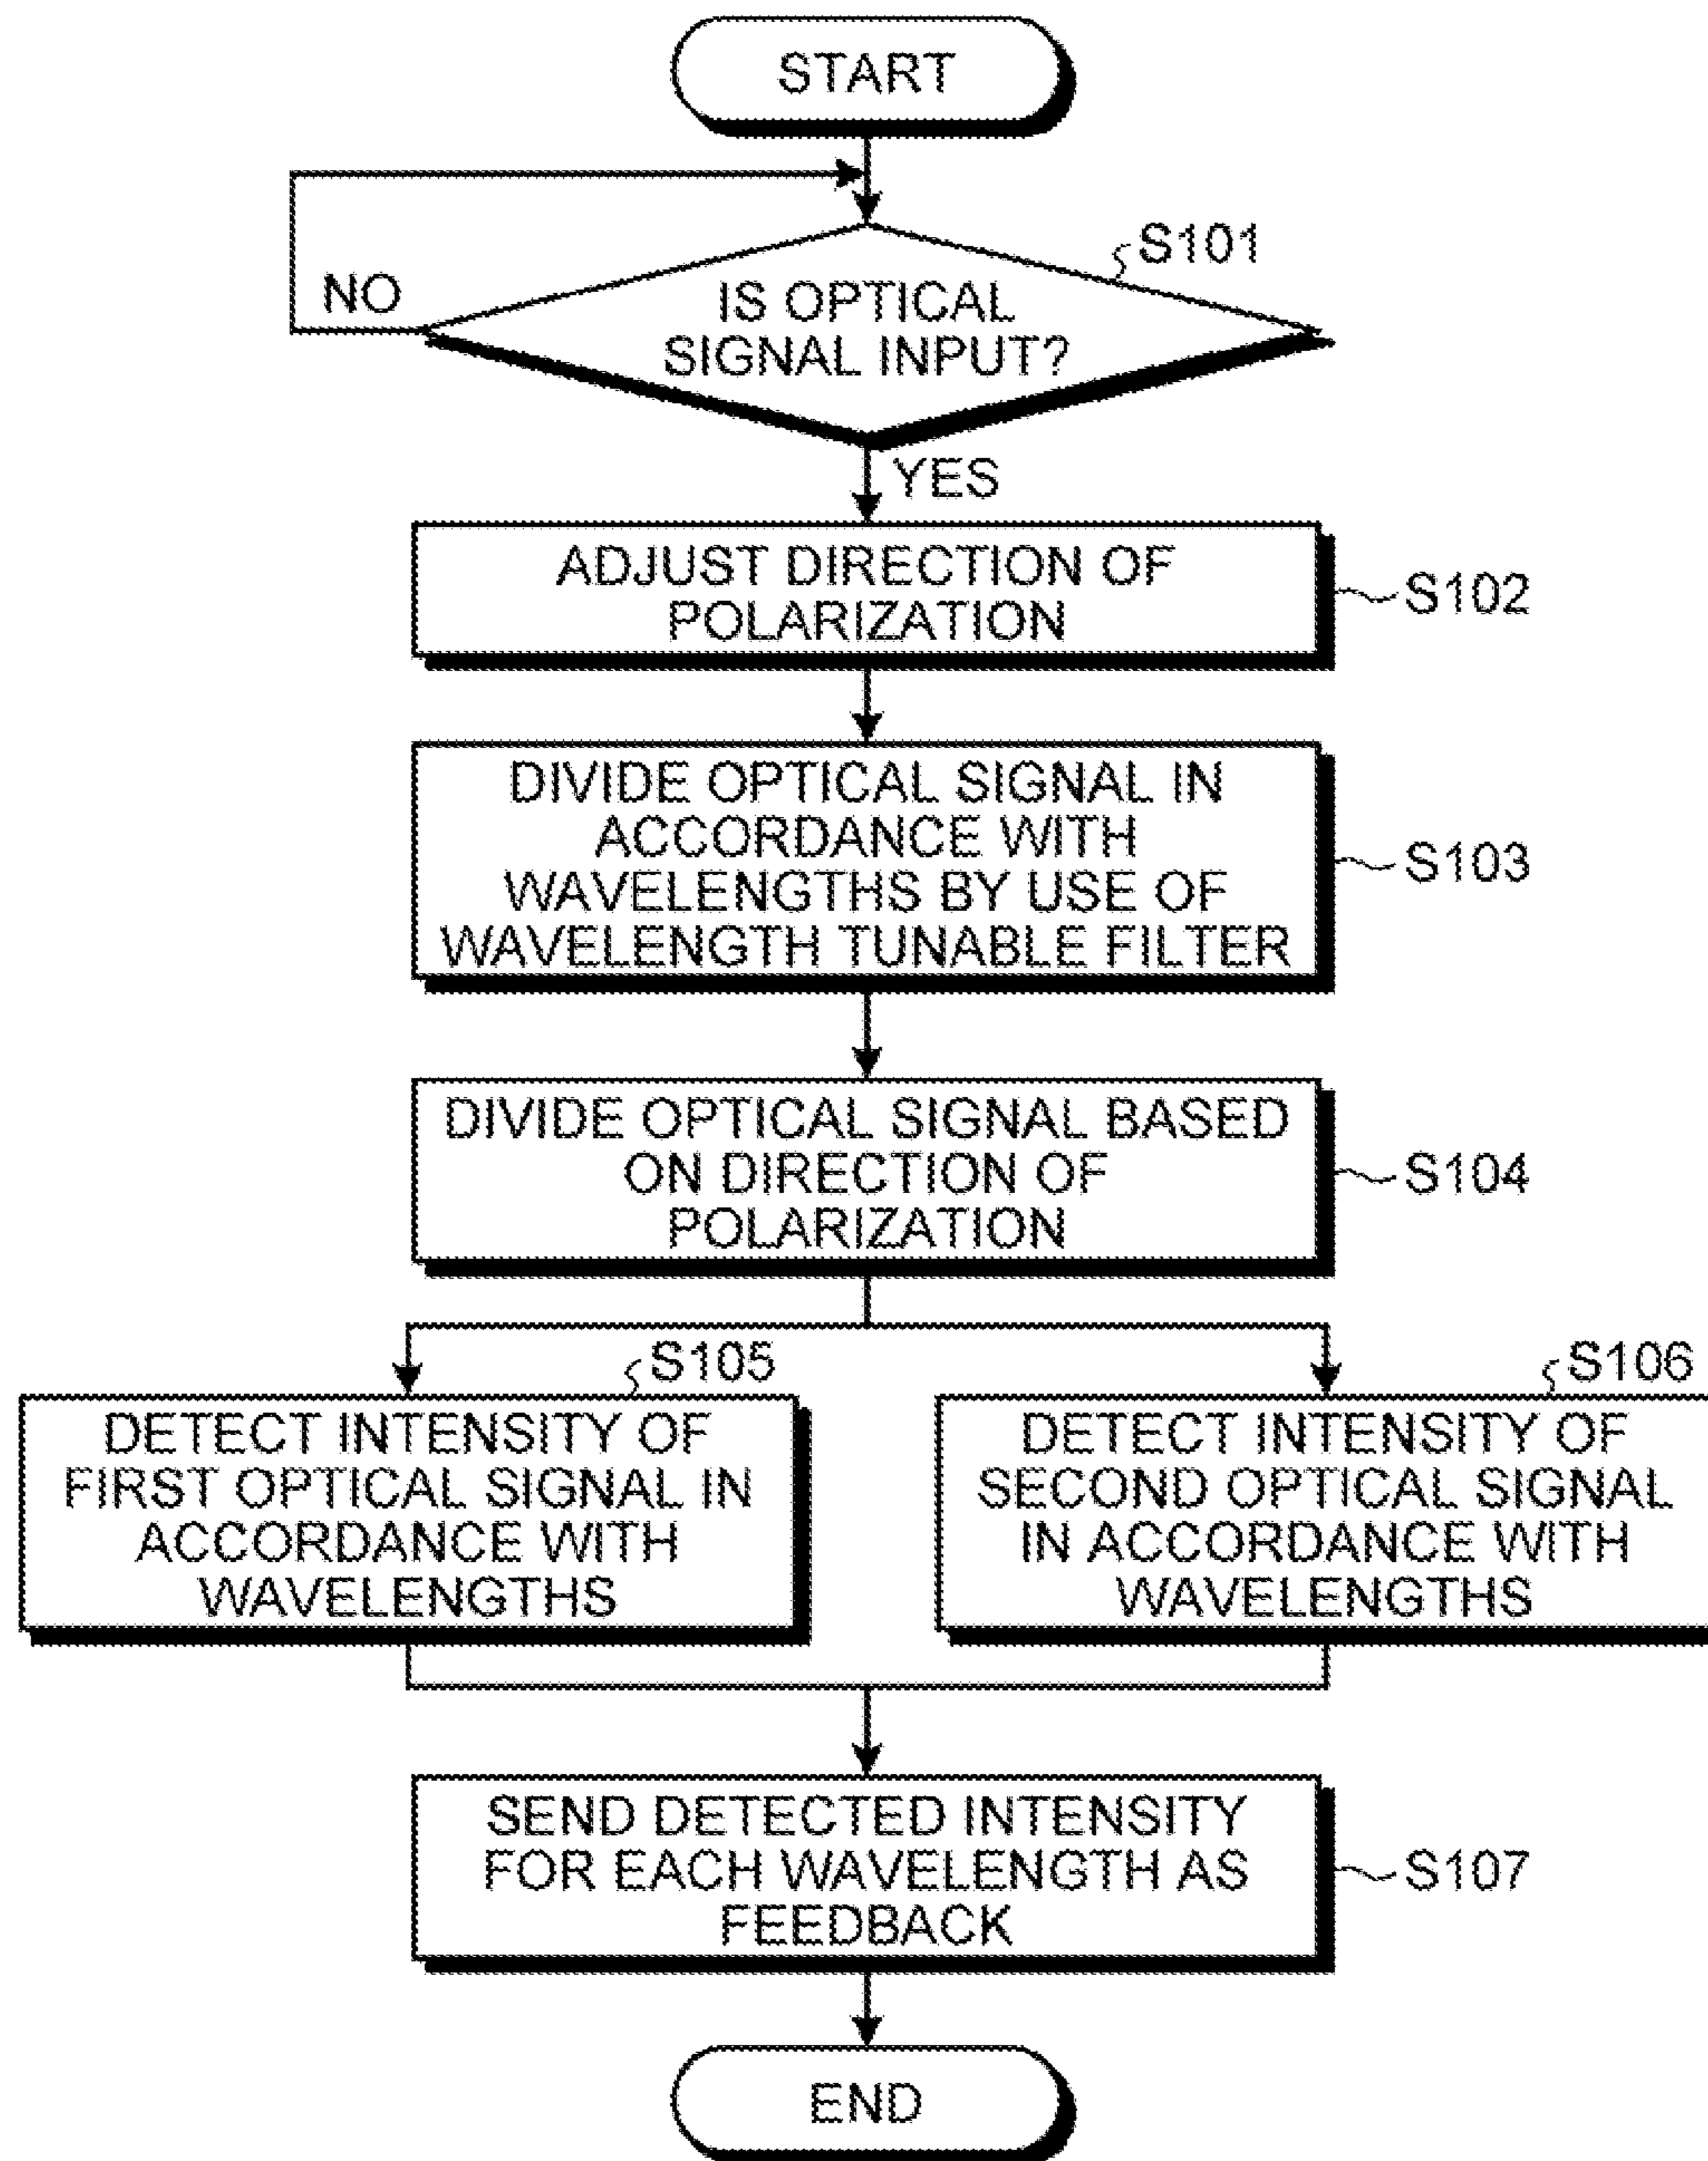 START
S101
NO
IS OPTICAL
SIGNAL INPUT?
YES
ADJUST DIRECTION OF
POLARIZATION
S102
DIVIDE OPTICAL SIGNAL IN
ACCORDANCE WITH
WAVELENGTHS BY USE OF
WAVELENGTH TUNABLE FILTER
S103
DIVIDE OPTICAL SIGNAL BASED
ON DIRECTION OF
POLARIZATION
S104
S105
DETECT INTENSITY OF
FIRST OPTICAL SIGNAL IN
ACCORDANCE WITH
WAVELENGTHS
S106
DETECT INTENSITY OF
SECOND OPTICAL SIGNAL
IN ACCORDANCE WITH
WAVELENGTHS
SEND DETECTED INTENSITY
FOR EACH WAVELENGTH AS
FEEDBACK
S107
END